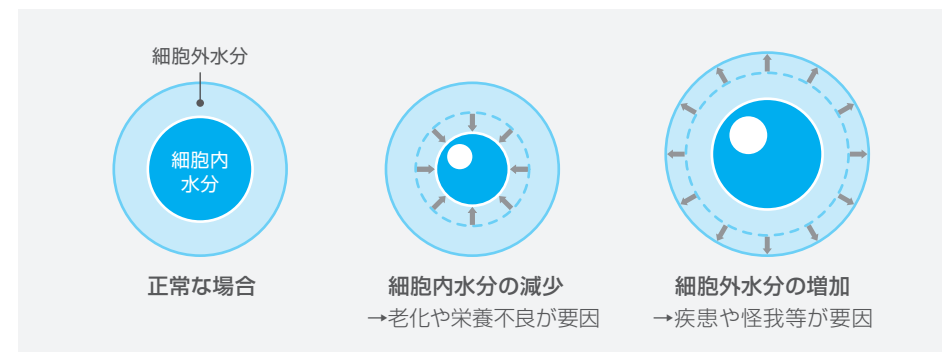 細胞外水分
細胞内
水分
正常な場合
細胞内水分の減少
→老化や栄養不良が要因
細胞外水分の増加
→疾患や怪我等が要因